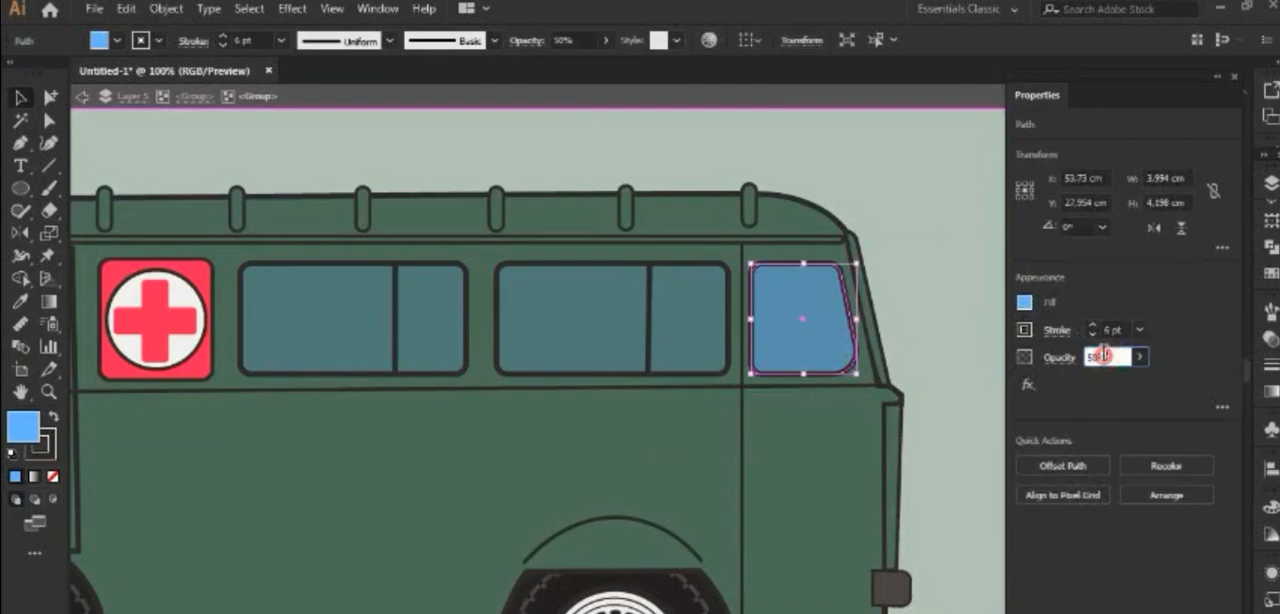 Ai File Edit Object Type Select Effect View Window Help Essentials Classic Search Adobe Stock
Path Stroke: 6 pt Uniform Basic Opacity: 50% Style: Transform
Untitled-1* @ 100% (RGB/Preview) ×
Layer 5 <Group> <Group>
Properties
Path
Transform
X: 53,73 cm W: 3,994 cm
Y: 27,954 cm H: 4,198 cm
0°
Appearance
Fill
Stroke 6 pt
Opacity
fx
Quick Actions
Offset Path Recolor
Align to Pixel Grid Arrange